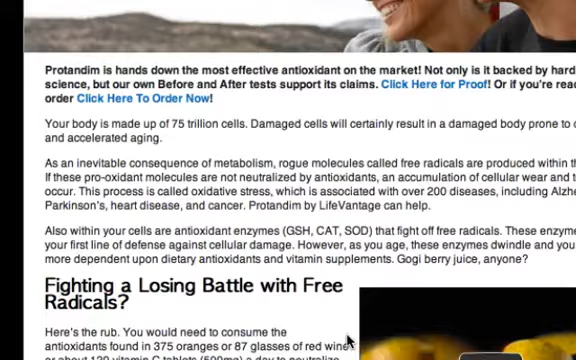 Protandim is hands down the most effective antioxidant on the market! Not only is it backed by hard
science, but our own Before and After tests support its claims. Click Here for Proof! Or if you're
order Click Here To Order Now!
Your body is made up of 75 trillion cells. Damaged cells will certainly result in a damaged body prone to
and accelerated aging.
As an inevitable consequence of metabolism, rogue molecules called free radicals are produced within
If these pro-oxidant molecules are not neutralized by antioxidants, an accumulation of cellular wear and
occur. This process is called oxidative stress, which is associated with over 200 diseases, including
Parkinson's, heart disease, and cancer. Protandim by LifeVantage can help.
Also within your cells are antioxidant enzymes (GSH, CAT, SOD) that fight off free radicals. These
your first line of defense against cellular damage. However, as you age, these enzymes dwindle and
more dependent upon dietary antioxidants and vitamin supplements. Gogi berry juice, anyone?
Fighting a Losing Battle with Free
Radicals?
Here's the rub. You would need to consume the
antioxidants found in 375 oranges or 87 glasses of red wine
or about 120 vitamin C tablets (500mg) a day to neutralize